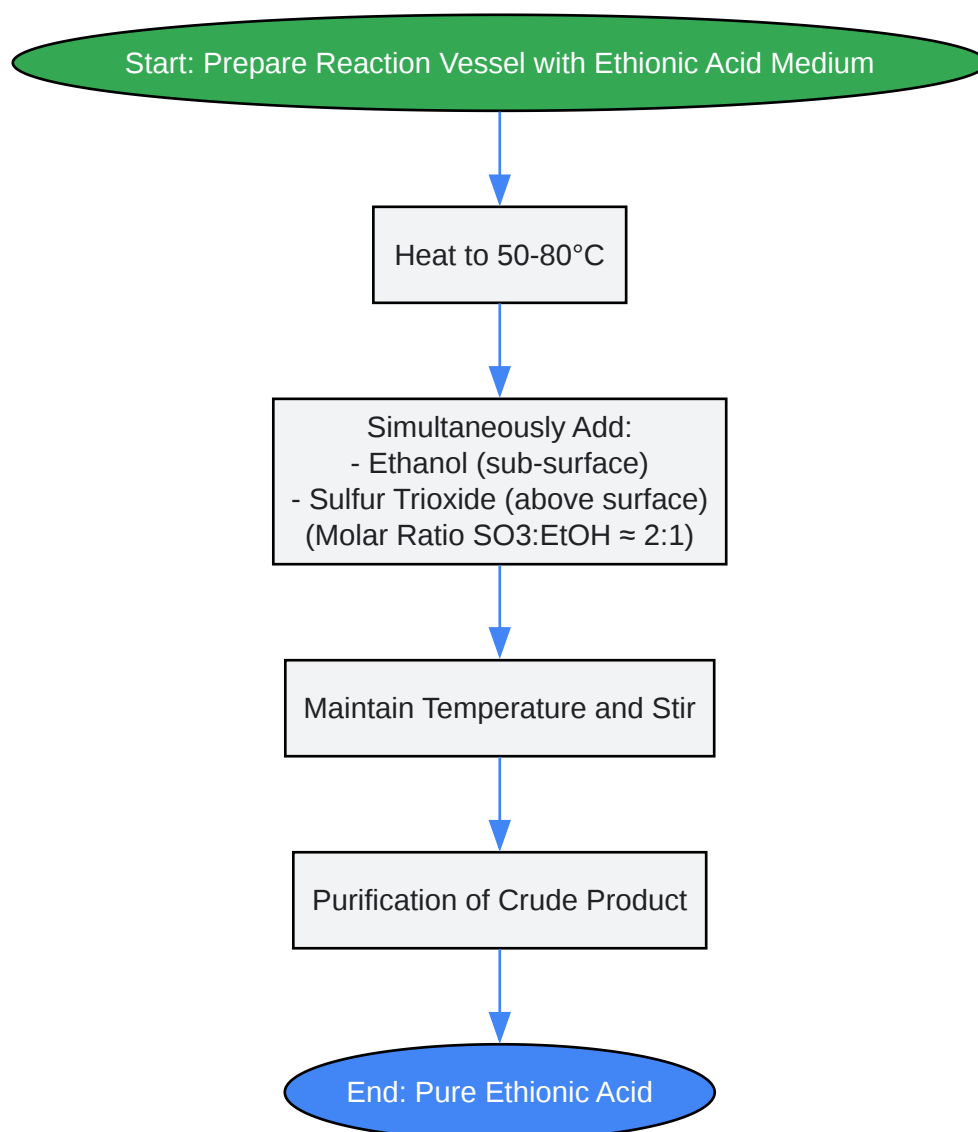 Start: Prepare Reaction Vessel with Ethionic Acid Medium
Heat to 50-80°C
Simultaneously Add:
- Ethanol (sub-surface)
- Sulfur Trioxide (above surface)
(Molar Ratio SO3:EtOH ≈ 2:1)
Maintain Temperature and Stir
Purification of Crude Product
End: Pure Ethionic Acid